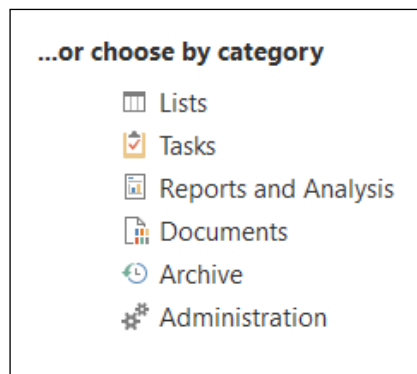 ...or choose by category
Lists
Tasks
Reports and Analysis
Documents
Archive
Administration